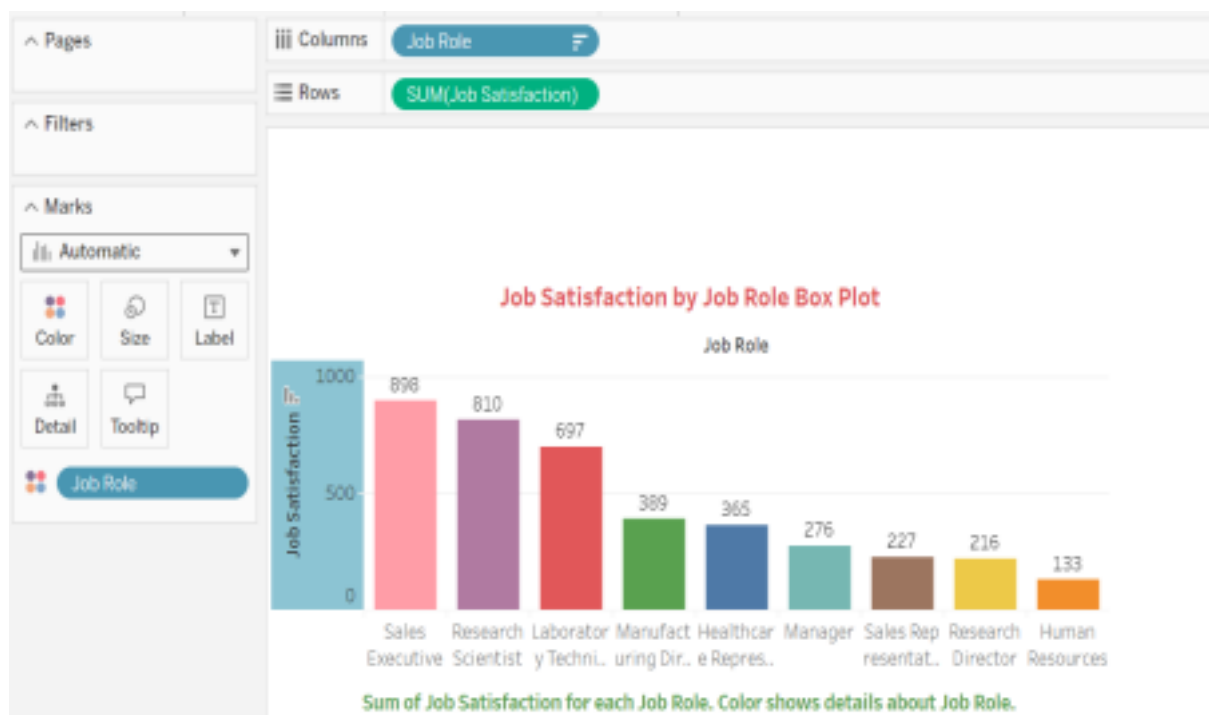 Pages
Columns
Job Role
Rows
SUM(Job Satisfaction)
Filters
Marks
Automatic
Color
Size
Label
Detail
Tooltip
Job Role
Job Satisfaction by Job Role Box Plot
Job Role
Job Satisfaction
1000
500
0
898
810
697
389
365
276
227
216
133
Sales
Executive
Research
Scientist
Laborator
y Techni..
Manufact
uring Dir..
Healthcar
e Repres..
Manager
Sales Rep
resentat..
Research
Director
Human
Resources
Sum of Job Satisfaction for each Job Role. Color shows details about Job Role.